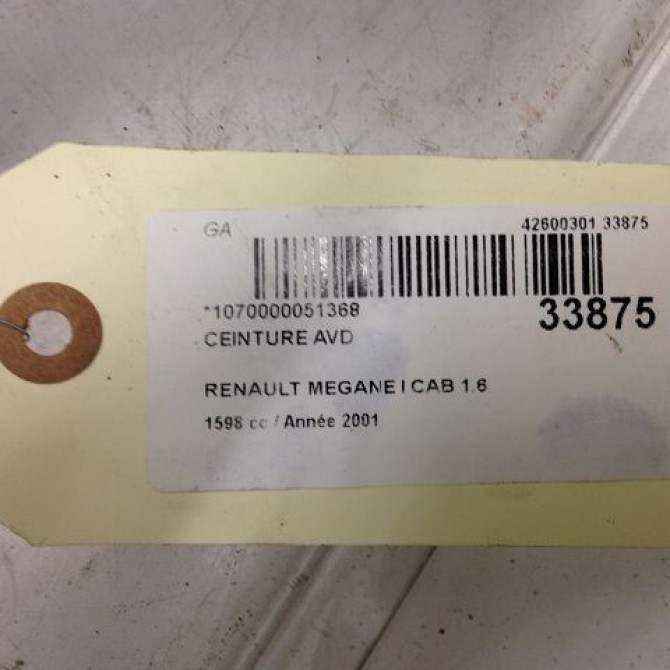 GA 42600301 33875
*1070000051368 33875
CEINTURE AVD
RENAULT MEGANE I CAB 1.6
1598 cc / Année 2001